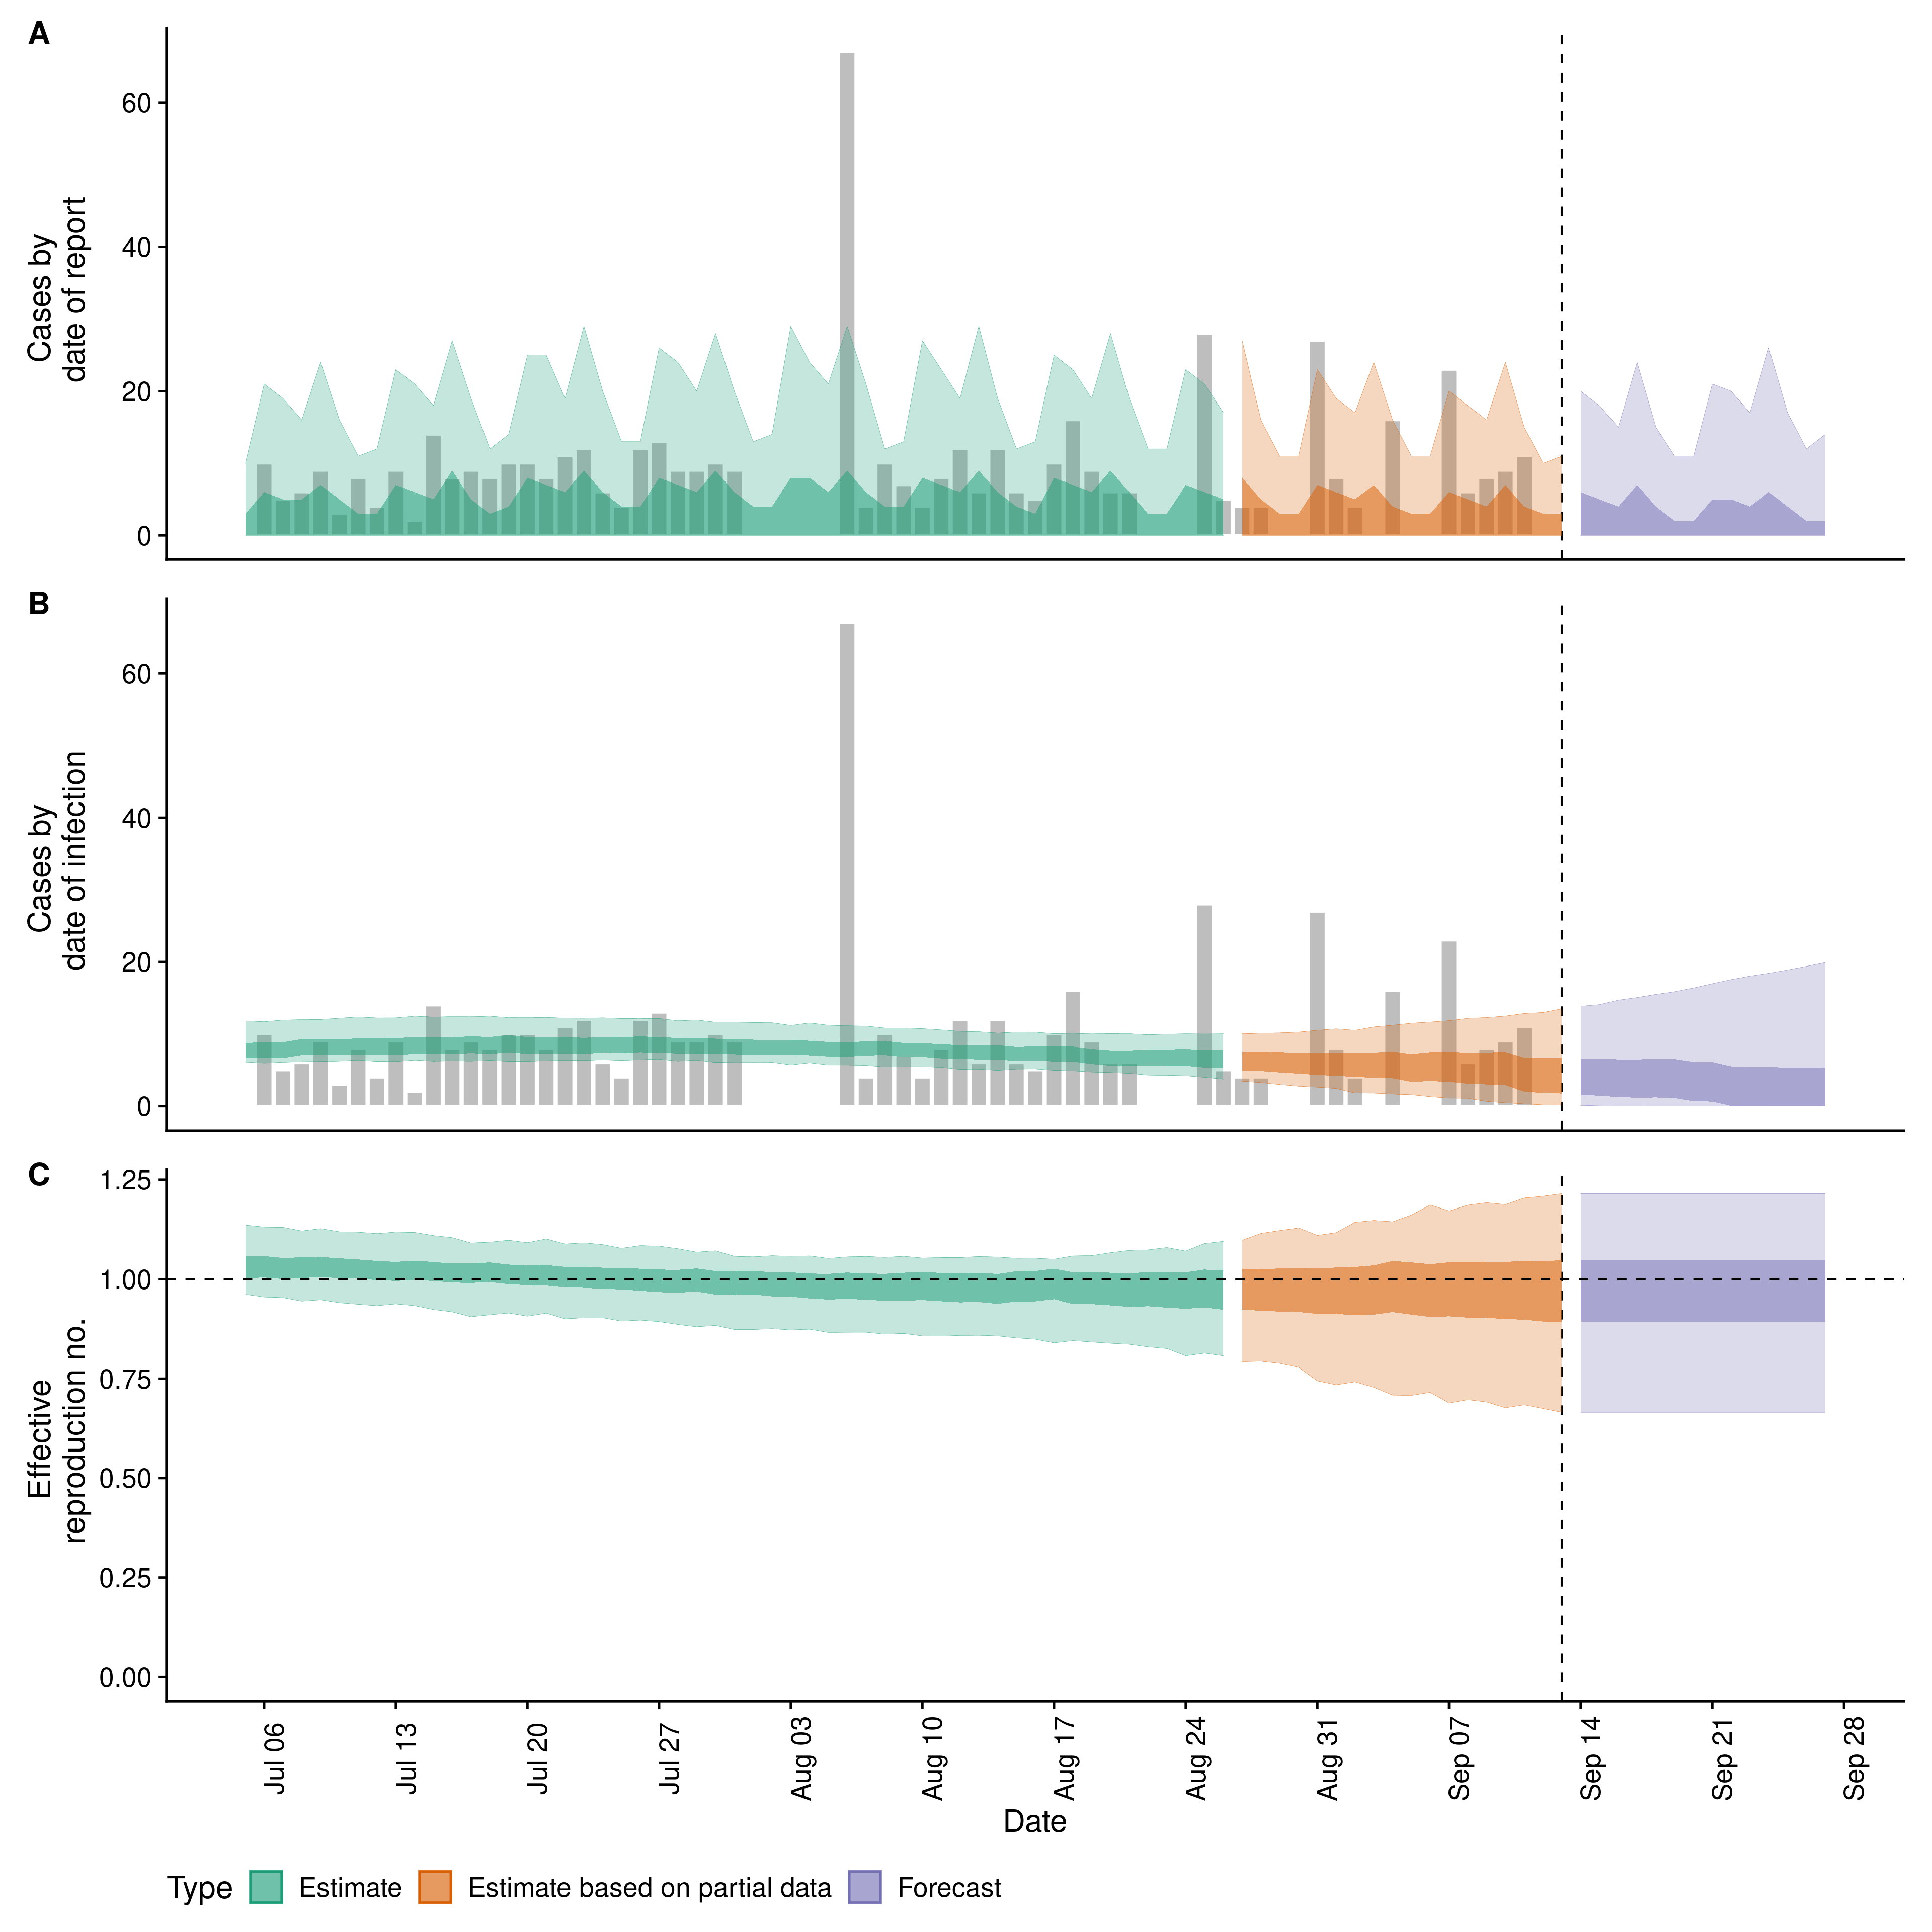 A
60
40
20
0
Cases by
date of report
B
60
40
20
0
Cases by
date of infection
C
1.25
1.00
0.75
0.50
0.25
0.00
Effective
reproduction no.
Jul 06
Jul 13
Jul 20
Jul 27
Aug 03
Aug 10
Aug 17
Aug 24
Aug 31
Sep 07
Sep 14
Sep 21
Sep 28
Date
Type Estimate Estimate based on partial data Forecast